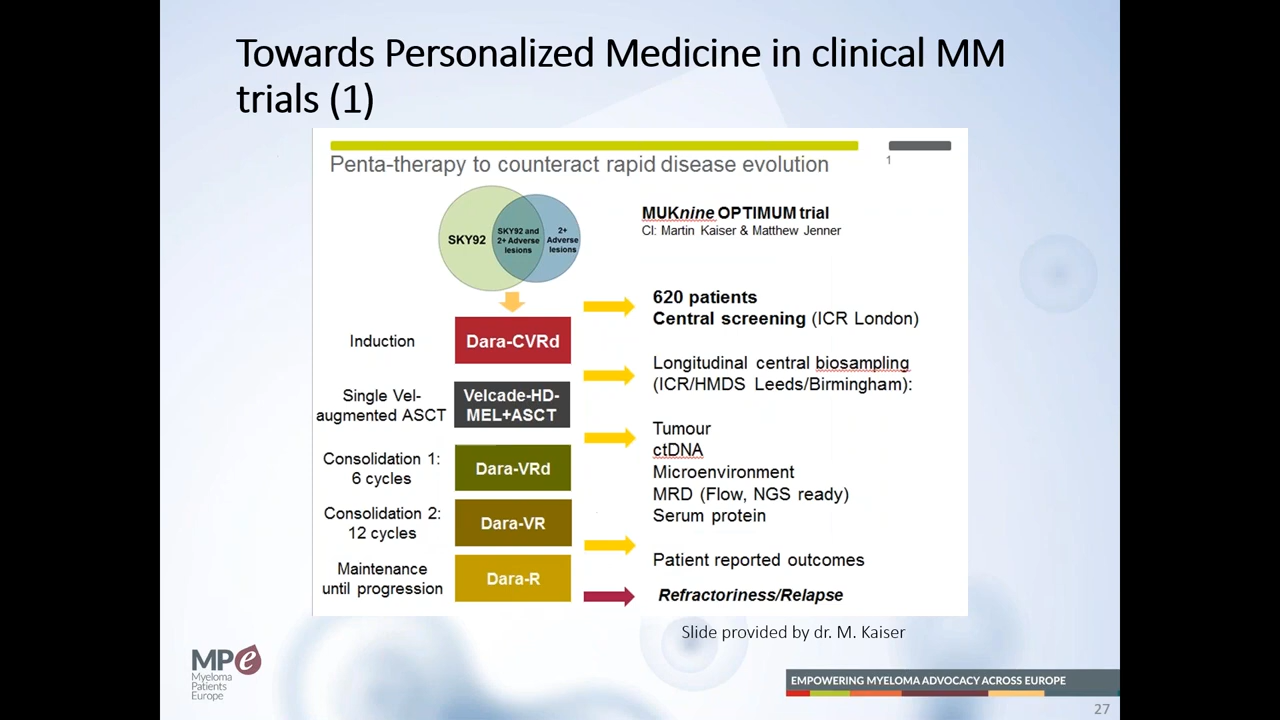 Towards Personalized Medicine in clinical MM
trials (1)
Penta-therapy to counteract rapid disease evolution
1
SKY92
SKY92 and
2+ Adverse
lesions
2+
Adverse
lesions
MUKnine OPTIMUM trial
CI: Martin Kaiser & Matthew Jenner
620 patients
Central screening (ICR London)
Induction
Dara-CVRd
Longitudinal central biosampling
(ICR/HMDS Leeds/Birmingham):
Single Vel-
augmented ASCT
Velcade-HD-
MEL+ASCT
Tumour
ctDNA
Microenvironment
MRD (Flow, NGS ready)
Serum protein
Consolidation 1:
6 cycles
Dara-VRd
Consolidation 2:
12 cycles
Dara-VR
Patient reported outcomes
Maintenance
until progression
Dara-R
Refractoriness/Relapse
Slide provided by dr. M. Kaiser
MPe
Myeloma
Patients
Europe
EMPOWERING MYELOMA ADVOCACY ACROSS EUROPE
27